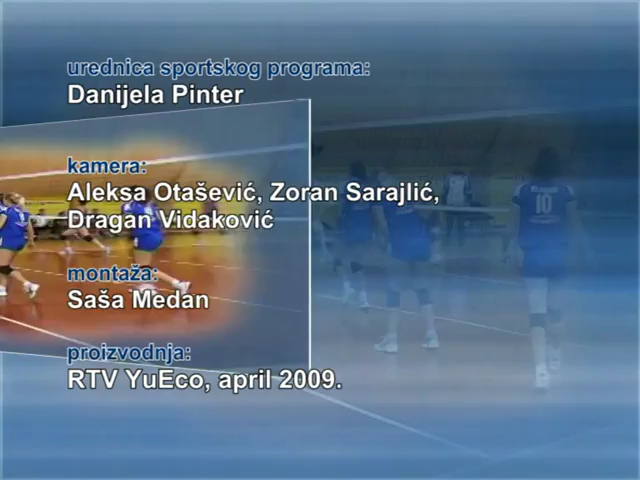 urednica sportskog programa:
Danijela Pinter
kamera:
Aleksa Otašević, Zoran Sarajlić,
Dragan Vidaković
montaža:
Saša Medan
proizvodnja:
RTV YuEco, april 2009.
10